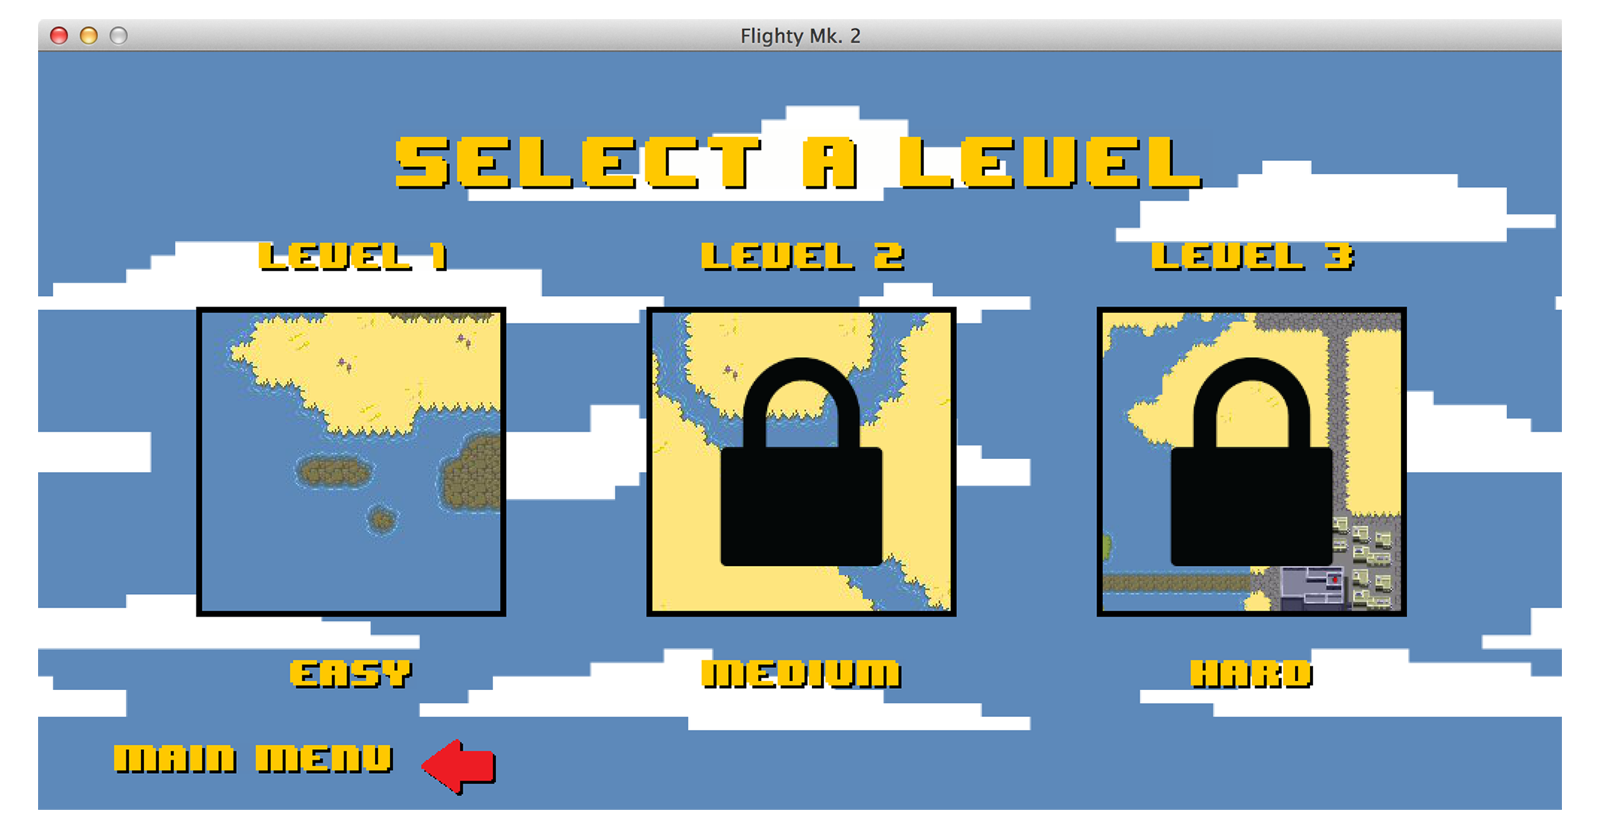 Flighty Mk. 2
SELECT A LEVEL
LEVEL 1
LEVEL 2
LEVEL 3
EASY
MEDIUM
HARD
MAIN MENU